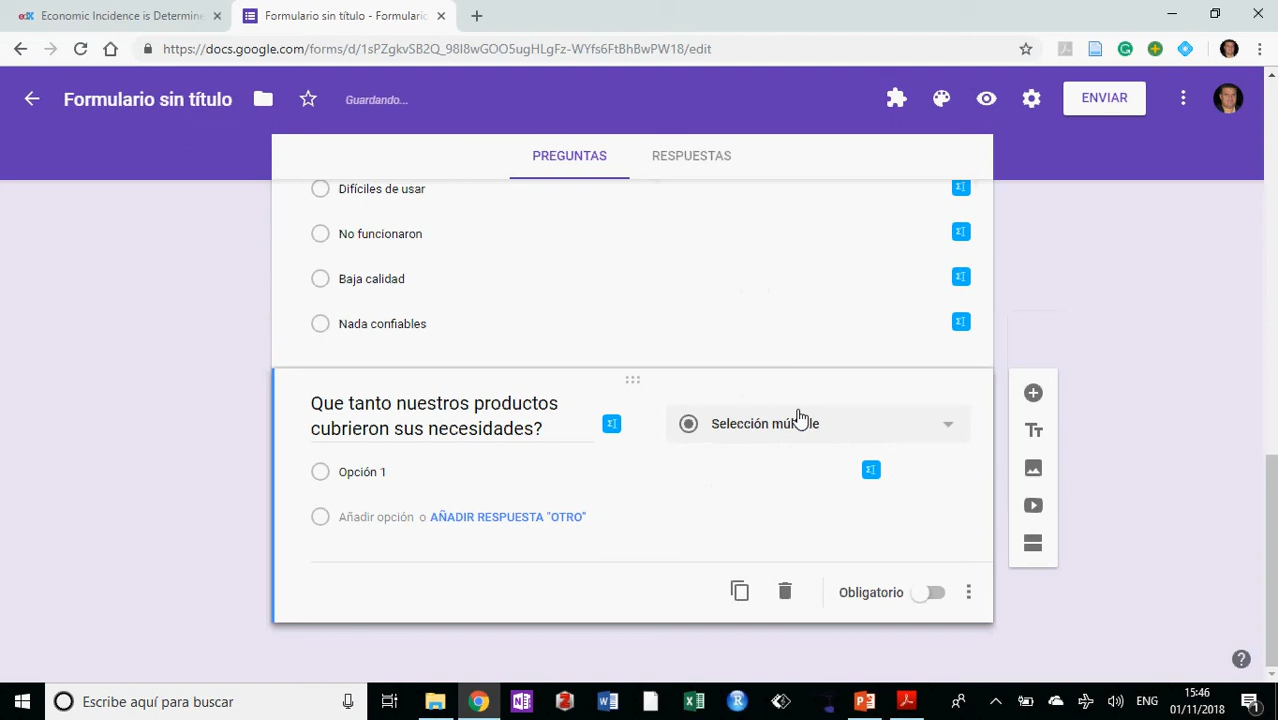 Economic Incidence is Determine
Formulario sin título - Formulario
https://docs.google.com/forms/d/1sPZgkvSB2Q_98I8wGOO5ugHLgFz-WYfs6FtBhBwPW18/edit
Formulario sin título
Guardando...
ENVIAR
PREGUNTAS
RESPUESTAS
Difíciles de usar
No funcionaron
Baja calidad
Nada confiables
Que tanto nuestros productos
cubrieron sus necesidades?
Selección múltiple
Opción 1
Añadir opción o AÑADIR RESPUESTA "OTRO"
Obligatorio
Escribe aquí para buscar
ENG
15:46
01/11/2018